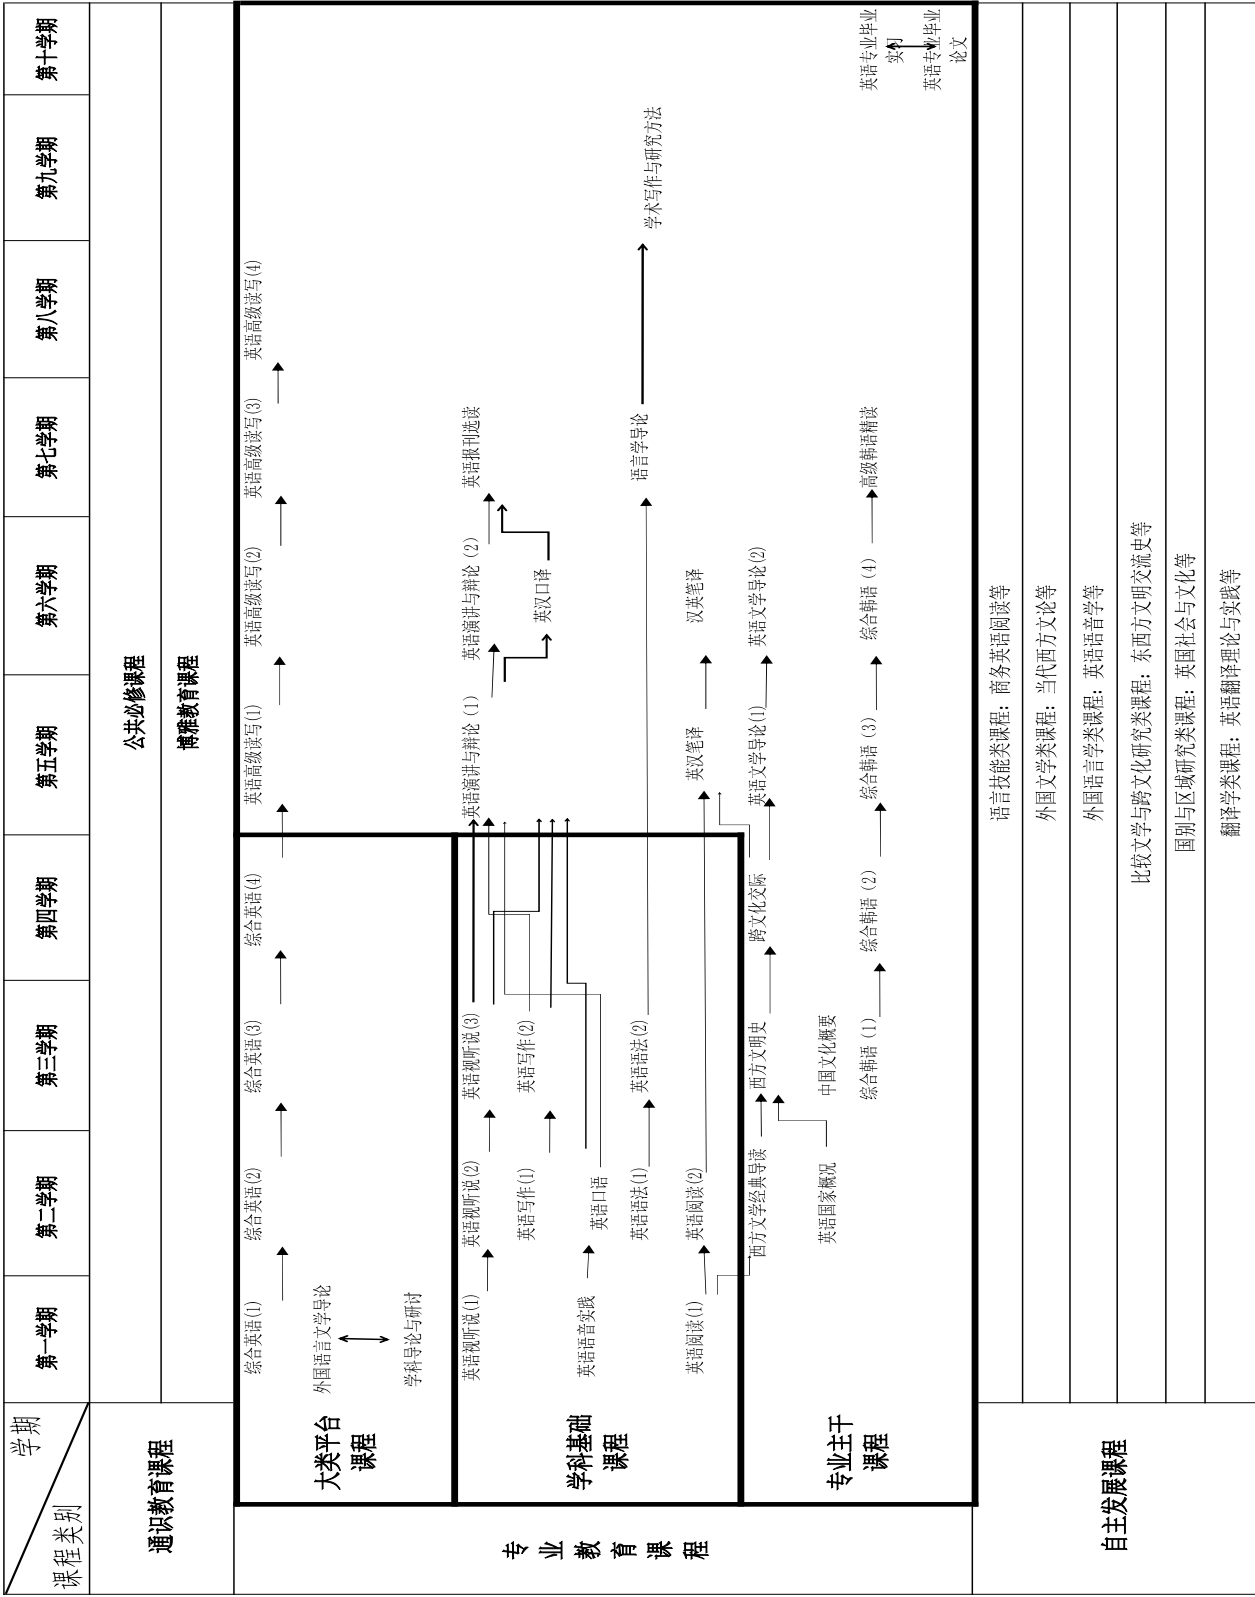 学期
课程类别
第一学期
第二学期
第三学期
第四学期
第五学期
第六学期
第七学期
第八学期
第九学期
第十学期
通识教育课程
公共必修课程
博雅教育课程
专业教育课程
大类平台
课程
综合英语(1)
综合英语(2)
综合英语(3)
综合英语(4)
英语高级读写(1)
英语高级读写(2)
英语高级读写(3)
英语高级读写(4)
外国语言文学导论
学科导论与研讨
学科基础
课程
英语视听说(1)
英语视听说(2)
英语视听说(3)
英语演讲与辩论(1)
英语演讲与辩论(2)
英语报刊选读
英语写作(1)
英语写作(2)
英汉口译
英语语音实践
英语口语
英语语法(1)
英语语法(2)
语言学导论
学术写作与研究方法
英语阅读(1)
英语阅读(2)
英汉笔译
汉英笔译
专业主干
课程
西方文学经典导读
西方文明史
跨文化交际
英语文学导论(1)
英语文学导论(2)
英语国家概况
中国文化概要
综合韩语(1)
综合韩语(2)
综合韩语(3)
综合韩语(4)
高级韩语精读
英语专业毕业
实习
英语专业毕业
论文
自主发展课程
语言技能类课程：商务英语阅读等
外国文学类课程：当代西方文论等
外国语言学类课程：英语语音学等
比较文学与跨文化研究类课程：东西方文明交流史等
国别与区域研究类课程：英国社会与文化等
翻译学类课程：英语翻译理论与实践等